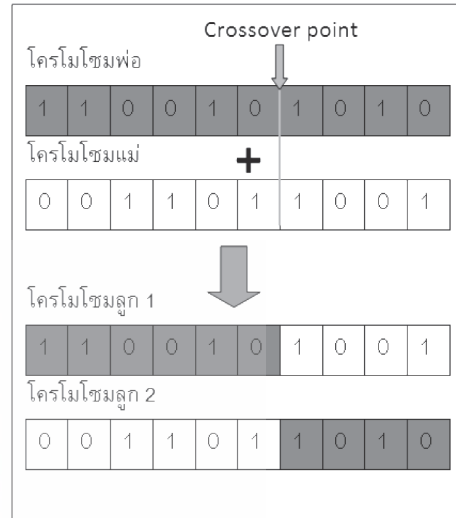 Crossover point
โครโมโซมพ่อ
1 1 0 0 1 0 1 0 1 0
โครโมโซมแม่
+
0 0 1 1 0 1 1 0 0 1
โครโมโซมลูก 1
1 1 0 0 1 0 1 0 0 1
โครโมโซมลูก 2
0 0 1 1 0 1 1 0 1 0